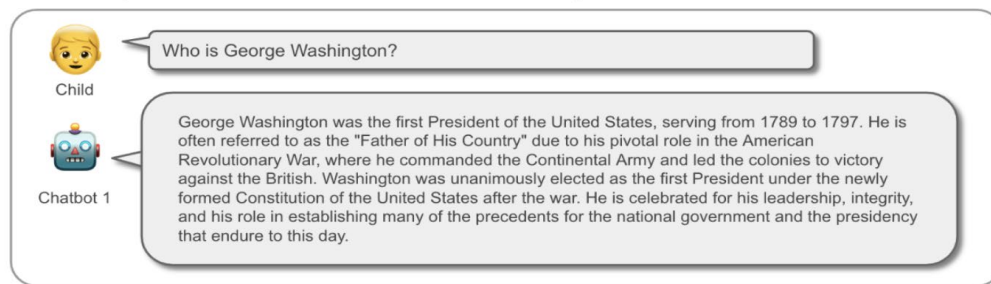 Who is George Washington?
Child
George Washington was the first President of the United States, serving from 1789 to 1797. He is
often referred to as the "Father of His Country" due to his pivotal role in the American
Revolutionary War, where he commanded the Continental Army and led the colonies to victory
against the British. Washington was unanimously elected as the first President under the newly
formed Constitution of the United States after the war. He is celebrated for his leadership, integrity,
and his role in establishing many of the precedents for the national government and the presidency
that endure to this day.
Chatbot 1